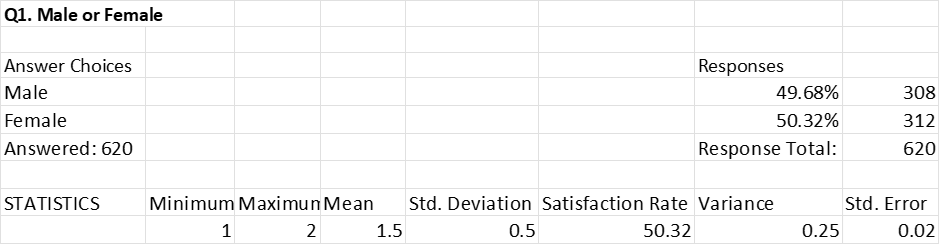 Q1. Male or Female
Answer Choices Responses
Male 49.68% 308
Female 50.32% 312
Answered: 620 Response Total: 620
STATISTICS Minimum Maximun Mean Std. Deviation Satisfaction Rate Variance Std. Error
1 2 1.5 0.5 50.32 0.25 0.02